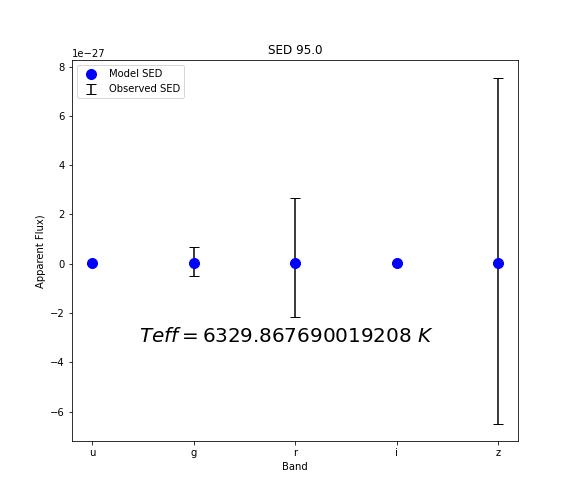 SED 95.0
1e−27
Model SED
Observed SED
8
6
4
2
0
−2
−4
−6
Apparent Flux)
Teff = 6329.867690019208 K
u g r i z
Band